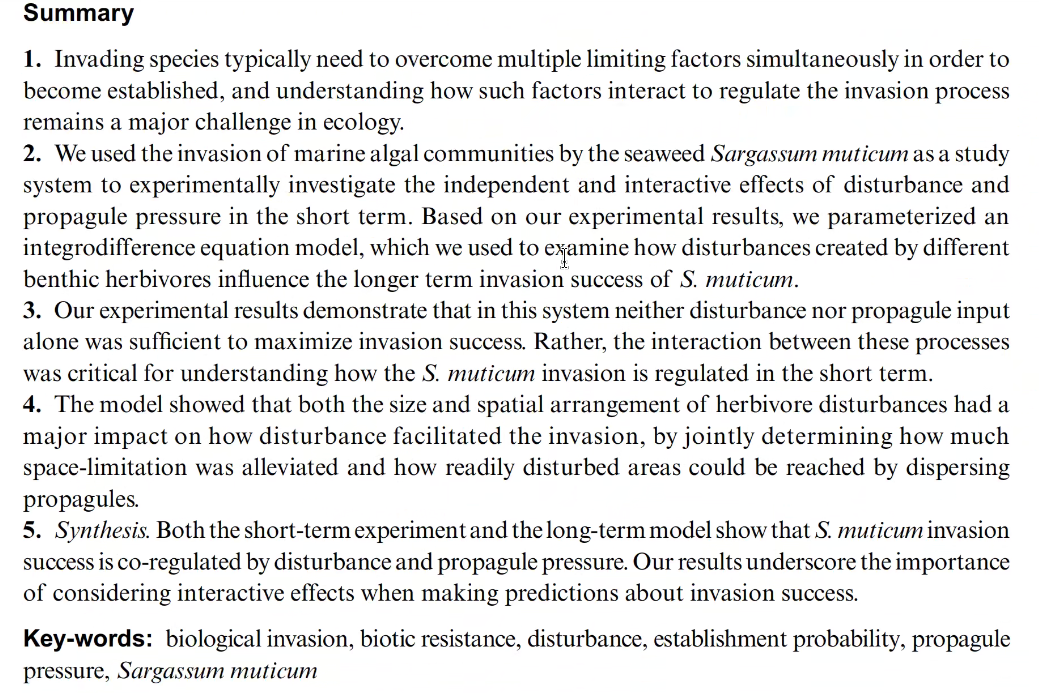 Summary
1. Invading species typically need to overcome multiple limiting factors simultaneously in order to
become established, and understanding how such factors interact to regulate the invasion process
remains a major challenge in ecology.
2. We used the invasion of marine algal communities by the seaweed Sargassum muticum as a study
system to experimentally investigate the independent and interactive effects of disturbance and
propagule pressure in the short term. Based on our experimental results, we parameterized an
integrodifference equation model, which we used to examine how disturbances created by different
benthic herbivores influence the longer term invasion success of S. muticum.
3. Our experimental results demonstrate that in this system neither disturbance nor propagule input
alone was sufficient to maximize invasion success. Rather, the interaction between these processes
was critical for understanding how the S. muticum invasion is regulated in the short term.
4. The model showed that both the size and spatial arrangement of herbivore disturbances had a
major impact on how disturbance facilitated the invasion, by jointly determining how much
space-limitation was alleviated and how readily disturbed areas could be reached by dispersing
propagules.
5. Synthesis. Both the short-term experiment and the long-term model show that S. muticum invasion
success is co-regulated by disturbance and propagule pressure. Our results underscore the importance
of considering interactive effects when making predictions about invasion success.
Key-words: biological invasion, biotic resistance, disturbance, establishment probability, propagule
pressure, Sargassum muticum